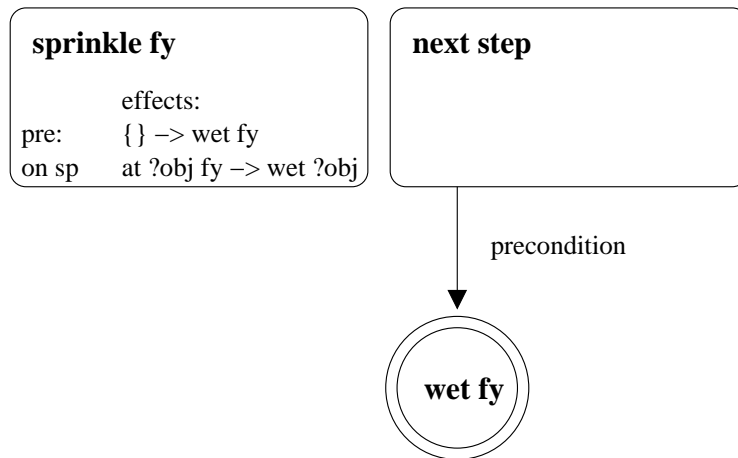 sprinkle fy
effects:
pre: {} −> wet fy
on sp at ?obj fy −> wet ?obj
next step
precondition
wet fy